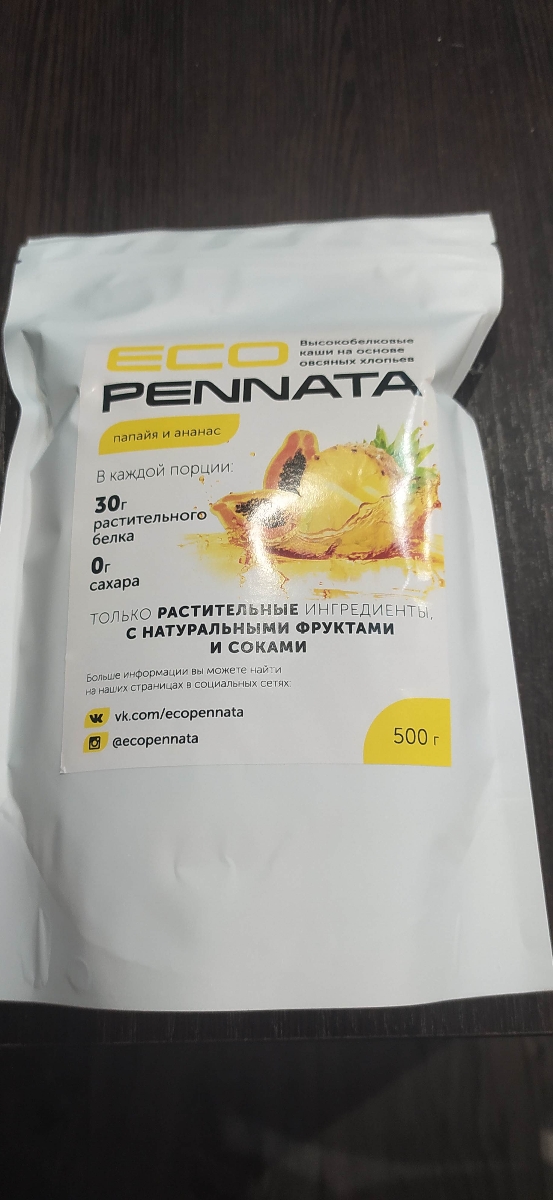 ECO
PENNATA
Высокобелковые
каши на основе
овсяных хлопьев
папайя и ананас
В каждой порции:
30г
растительного
белка
0г
сахара
ТОЛЬКО РАСТИТЕЛЬНЫЕ ИНГРЕДИЕНТЫ,
С НАТУРАЛЬНЫМИ ФРУКТАМИ
И СОКАМИ
Больше информации вы можете найти
на наших страницах в социальных сетях:
vk.com/ecopennata
@ecopennata
500 г